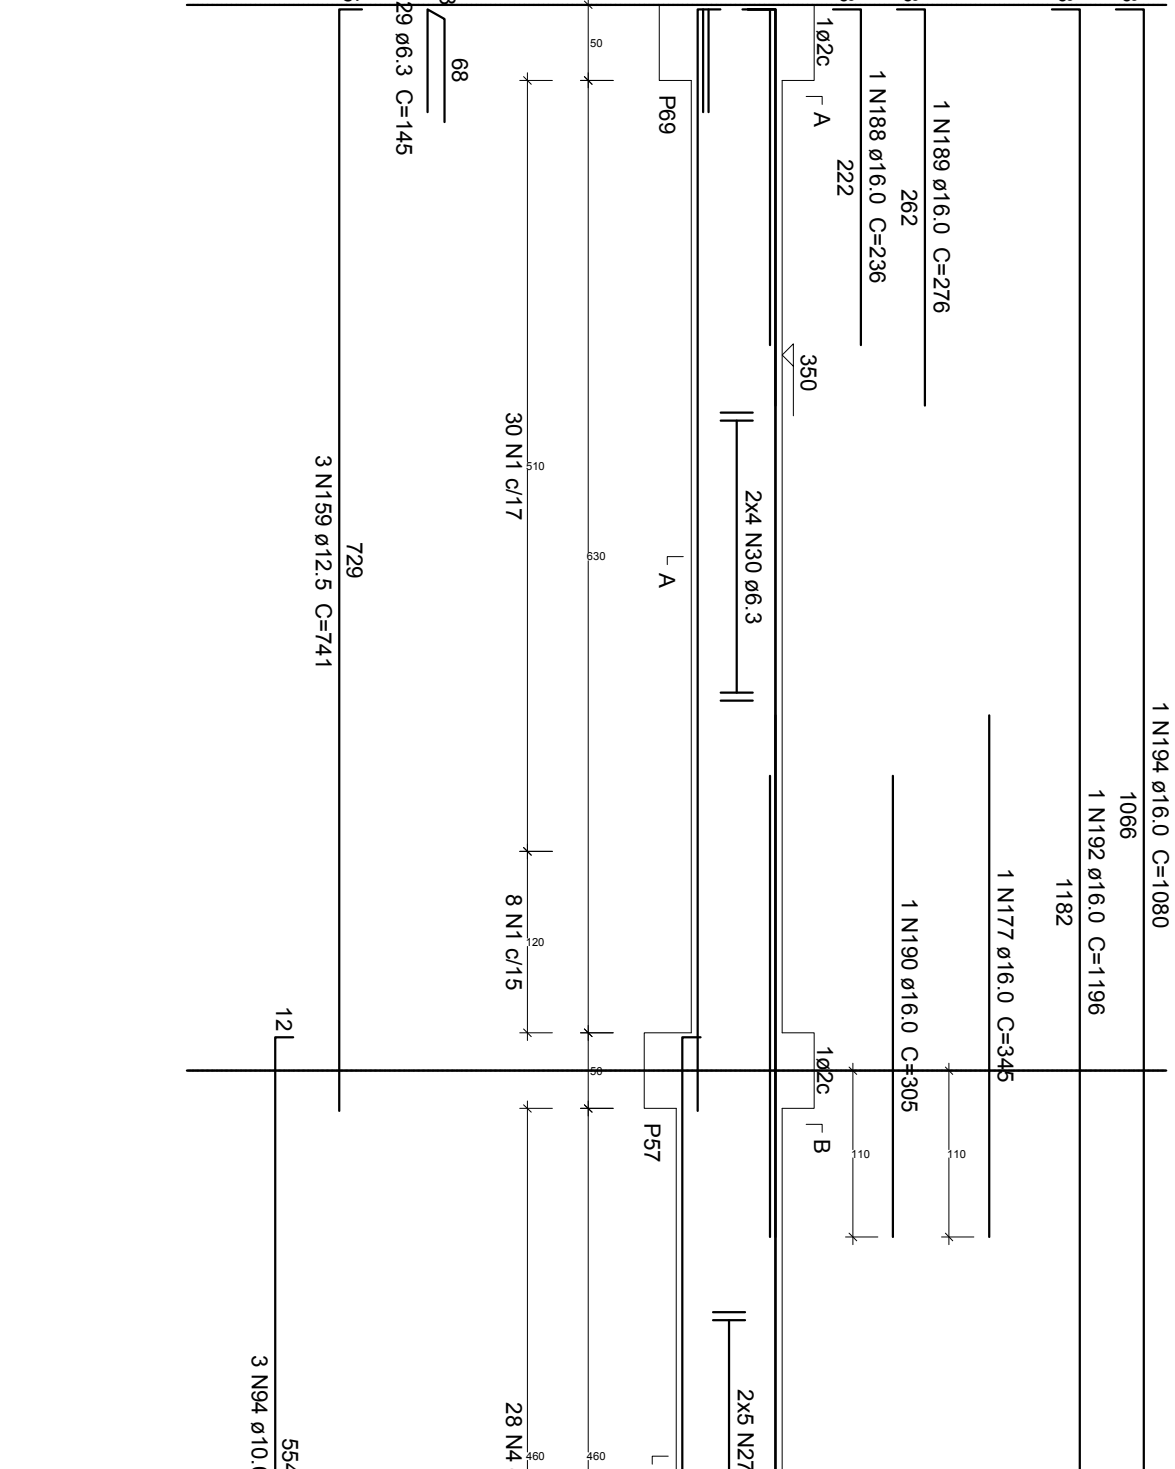 1 N194 ø16.0 C=1080
1066
1 N192 ø16.0 C=1196
1182
1 N177 ø16.0 C=345
110
1 N189 ø16.0 C=276
262
1 N190 ø16.0 C=305
110
1 N188 ø16.0 C=236
222
1ø2c
A
350
1ø2c
B
2x4 N30 ø6.3
2x5 N27
P69
A
P57
50
630
50
460
510
120
460
30 N1 c/17
8 N1 c/15
28 N4
68
29 ø6.3 C=145
729
3 N159 ø12.5 C=741
12
554
3 N94 ø10.0